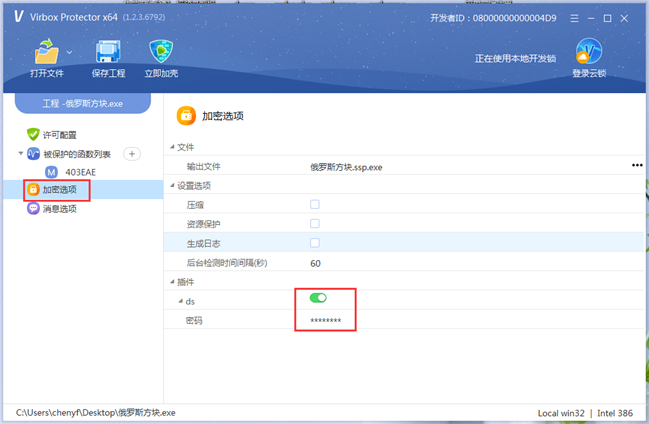 Virbox Protector x64 (1.2.3.6792)
开发者ID：08000000000004D9
打开文件
保存工程
立即加壳
正在使用本地开发锁
登录云锁
工程 -俄罗斯方块.exe
许可配置
被保护的函数列表
M 403EAE
加密选项
消息选项
加密选项
文件
输出文件 俄罗斯方块.ssp.exe
设置选项
压缩
资源保护
生成日志
后台检测时间间隔(秒) 60
插件
ds
密码 ********
C:\Users\chenyf\Desktop\俄罗斯方块.exe
Local win32 | Intel 386